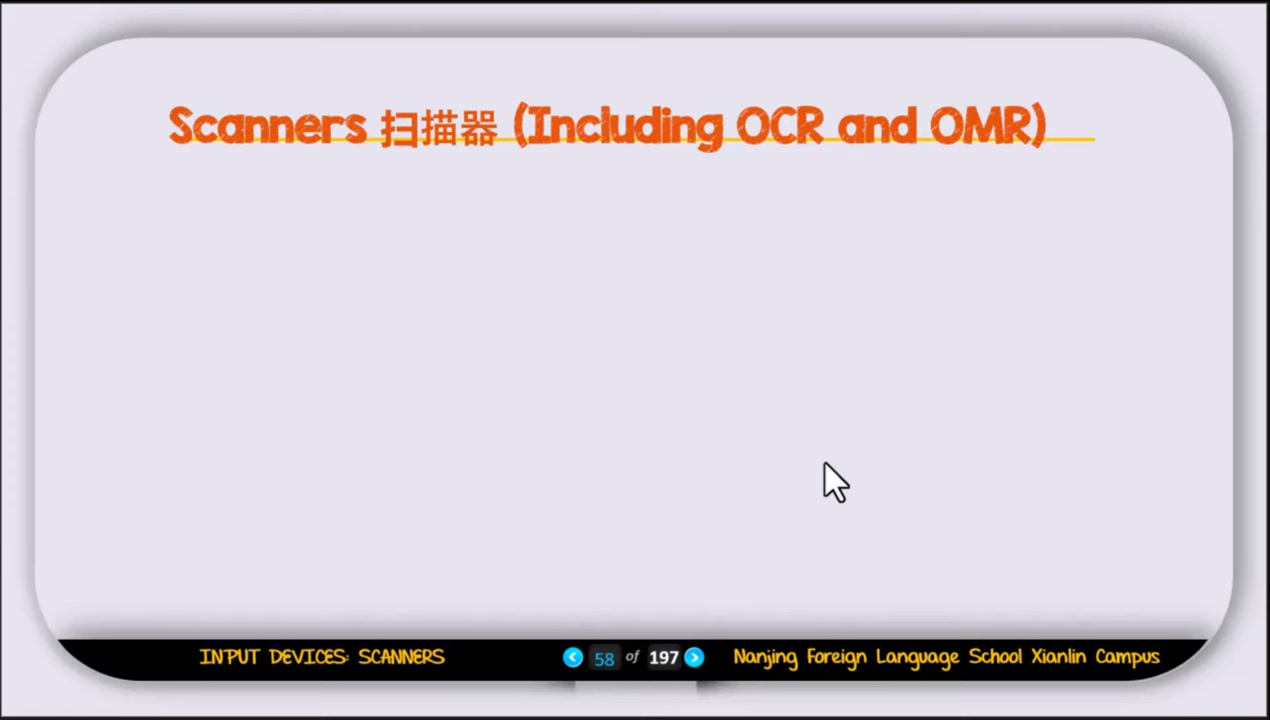 Scanners 扫描器 (Including OCR and OMR)
INPUT DEVICES: SCANNERS
58 of 197
Nanjing Foreign Language School Xianlin Campus